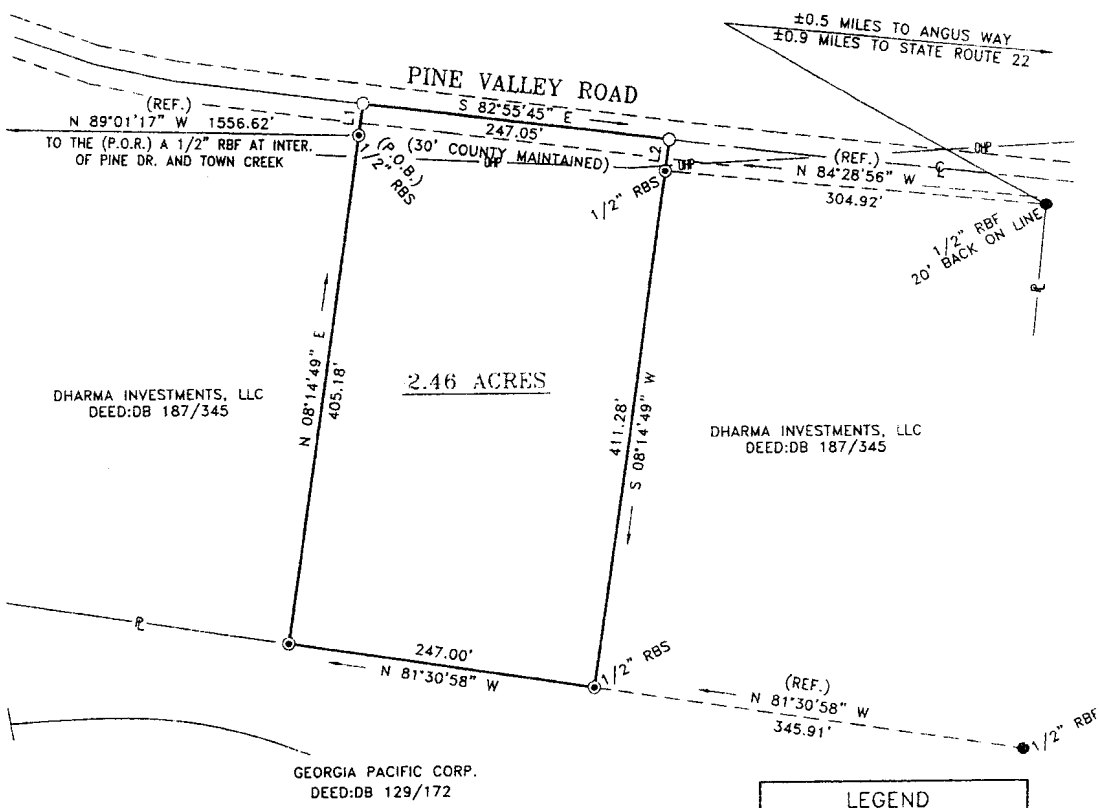 ±0.5 MILES TO ANGUS WAY
±0.9 MILES TO STATE ROUTE 22
PINE VALLEY ROAD
S 82°55'45" E
247.05'
(30' COUNTY MAINTAINED)
(REF.)
N 89°01'17" W 1556.62'
TO THE (P.O.R.) A 1/2" RBF AT INTER.
OF PINE DR. AND TOWN CREEK
(P.O.B.)
1/2" RBS
L2
OHP
OHP
OHP
1/2" RBS
(REF.)
N 84°28'56" W
304.92'
1/2" RBF
20' BACK ON LINE
N 08°14'49" E
405.18'
2.46 ACRES
411.28'
S 08°14'49" W
DHARMA INVESTMENTS, LLC
DEED:DB 187/345
DHARMA INVESTMENTS, LLC
DEED:DB 187/345
247.00'
N 81°30'58" W
1/2" RBS
(REF.)
N 81°30'58" W
345.91'
1/2" RBF
GEORGIA PACIFIC CORP.
DEED:DB 129/172
LEGEND